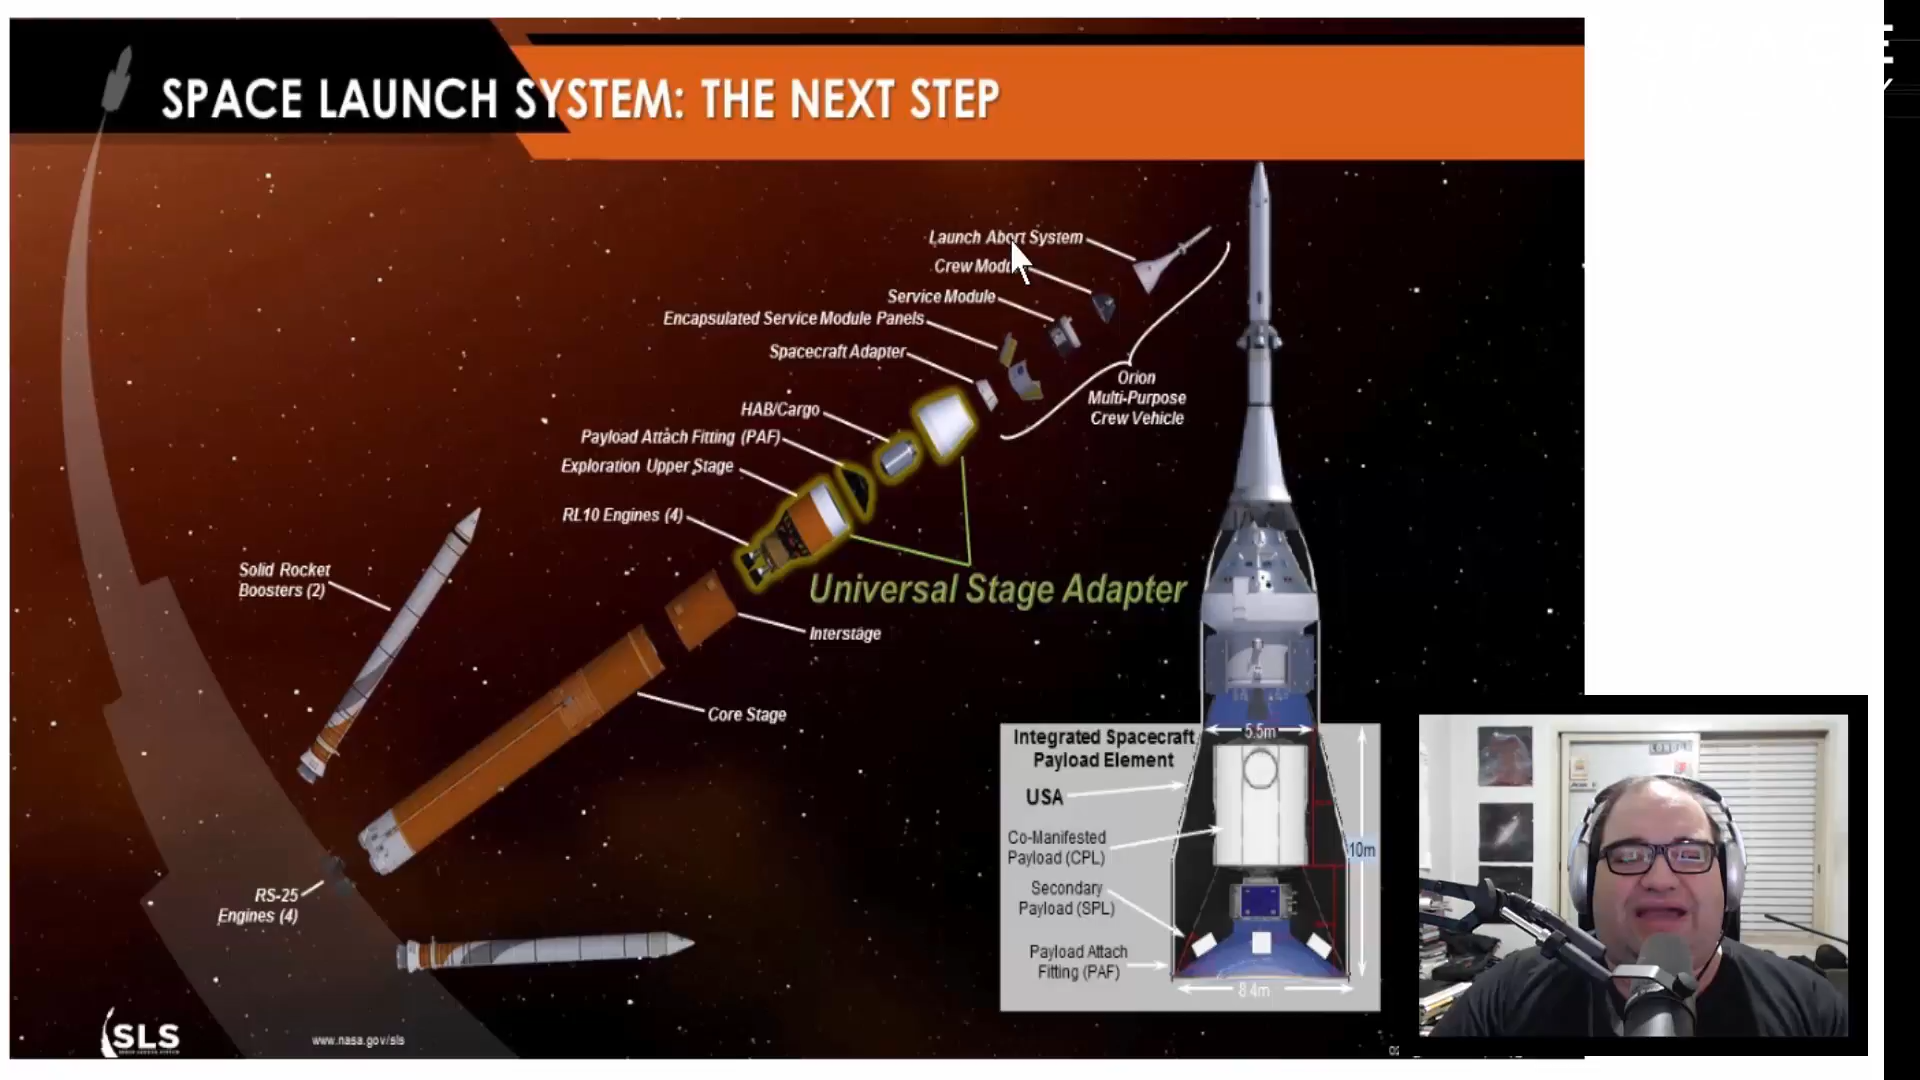 SPACE LAUNCH SYSTEM: THE NEXT STEP
Launch Abort System
Crew Modu
Service Module
Encapsulated Service Module Panels
Spacecraft Adapter
Orion
Multi-Purpose
Crew Vehicle
HAB/Cargo
Payload Attach Fitting (PAF)
Exploration Upper Stage
RL10 Engines (4)
Solid Rocket
Boosters (2)
Universal Stage Adapter
Interstage
Core Stage
RS-25
Engines (4)
Integrated Spacecraft
Payload Element
5.5m
USA
Co-Manifested
Payload (CPL)
10m
Secondary
Payload (SPL)
Payload Attach
Fitting (PAF)
8.4m
SLS
www.nasa.gov/sls